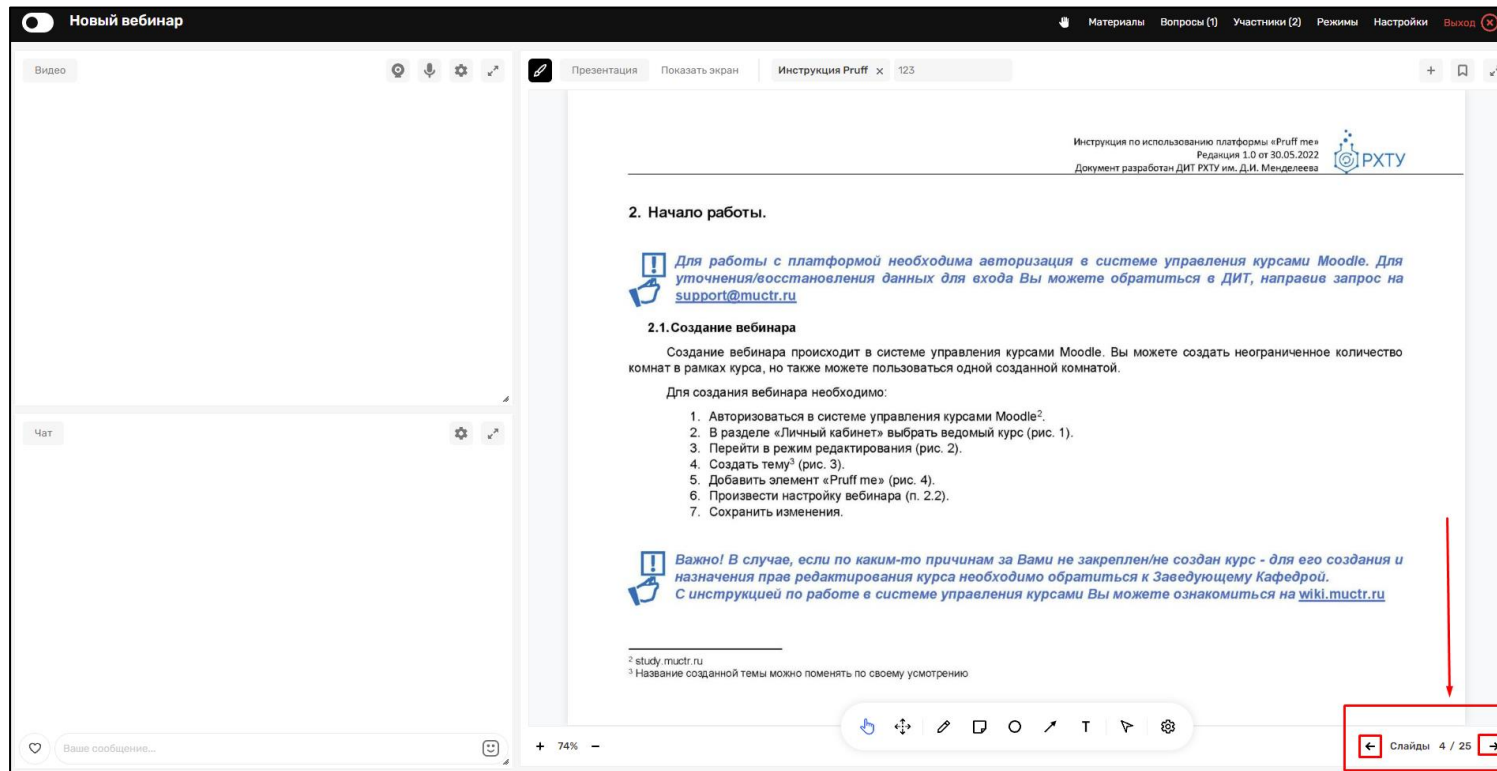 Новый вебинар
Материалы Вопросы (1) Участники (2) Режимы Настройки Выход
Видео
Презентация Показать экран Инструкция Pruff x 123
Инструкция по использованию платформы «Pruff me»
Редакция 1.0 от 30.05.2022
Документ разработан ДИТ РХТУ им. Д.И. Менделеева
РХТУ
2. Начало работы.
Для работы с платформой необходима авторизация в системе управления курсами Moodle. Для
уточнения/восстановления данных для входа Вы можете обратиться в ДИТ, направив запрос на
support@muctr.ru
2.1.Создание вебинара
Создание вебинара происходит в системе управления курсами Moodle. Вы можете создать неограниченное количество
комнат в рамках курса, но также можете пользоваться одной созданной комнатой.
Для создания вебинара необходимо:
1. Авторизоваться в системе управления курсами Moodle².
2. В разделе «Личный кабинет» выбрать ведомый курс (рис. 1).
3. Перейти в режим редактирования (рис. 2).
4. Создать тему³ (рис. 3).
5. Добавить элемент «Pruff me» (рис. 4).
6. Произвести настройку вебинара (п. 2.2).
7. Сохранить изменения.
Важно! В случае, если по каким-то причинам за Вами не закреплен/не создан курс - для его создания и
назначения прав редактирования курса необходимо обратиться к Заведующему Кафедрой.
С инструкцией по работе в системе управления курсами Вы можете ознакомиться на wiki.muctr.ru
² study.muctr.ru
³ Название созданной темы можно поменять по своему усмотрению
Чат
Ваше сообщение...
+ 74% −
T
Слайды 4 / 25